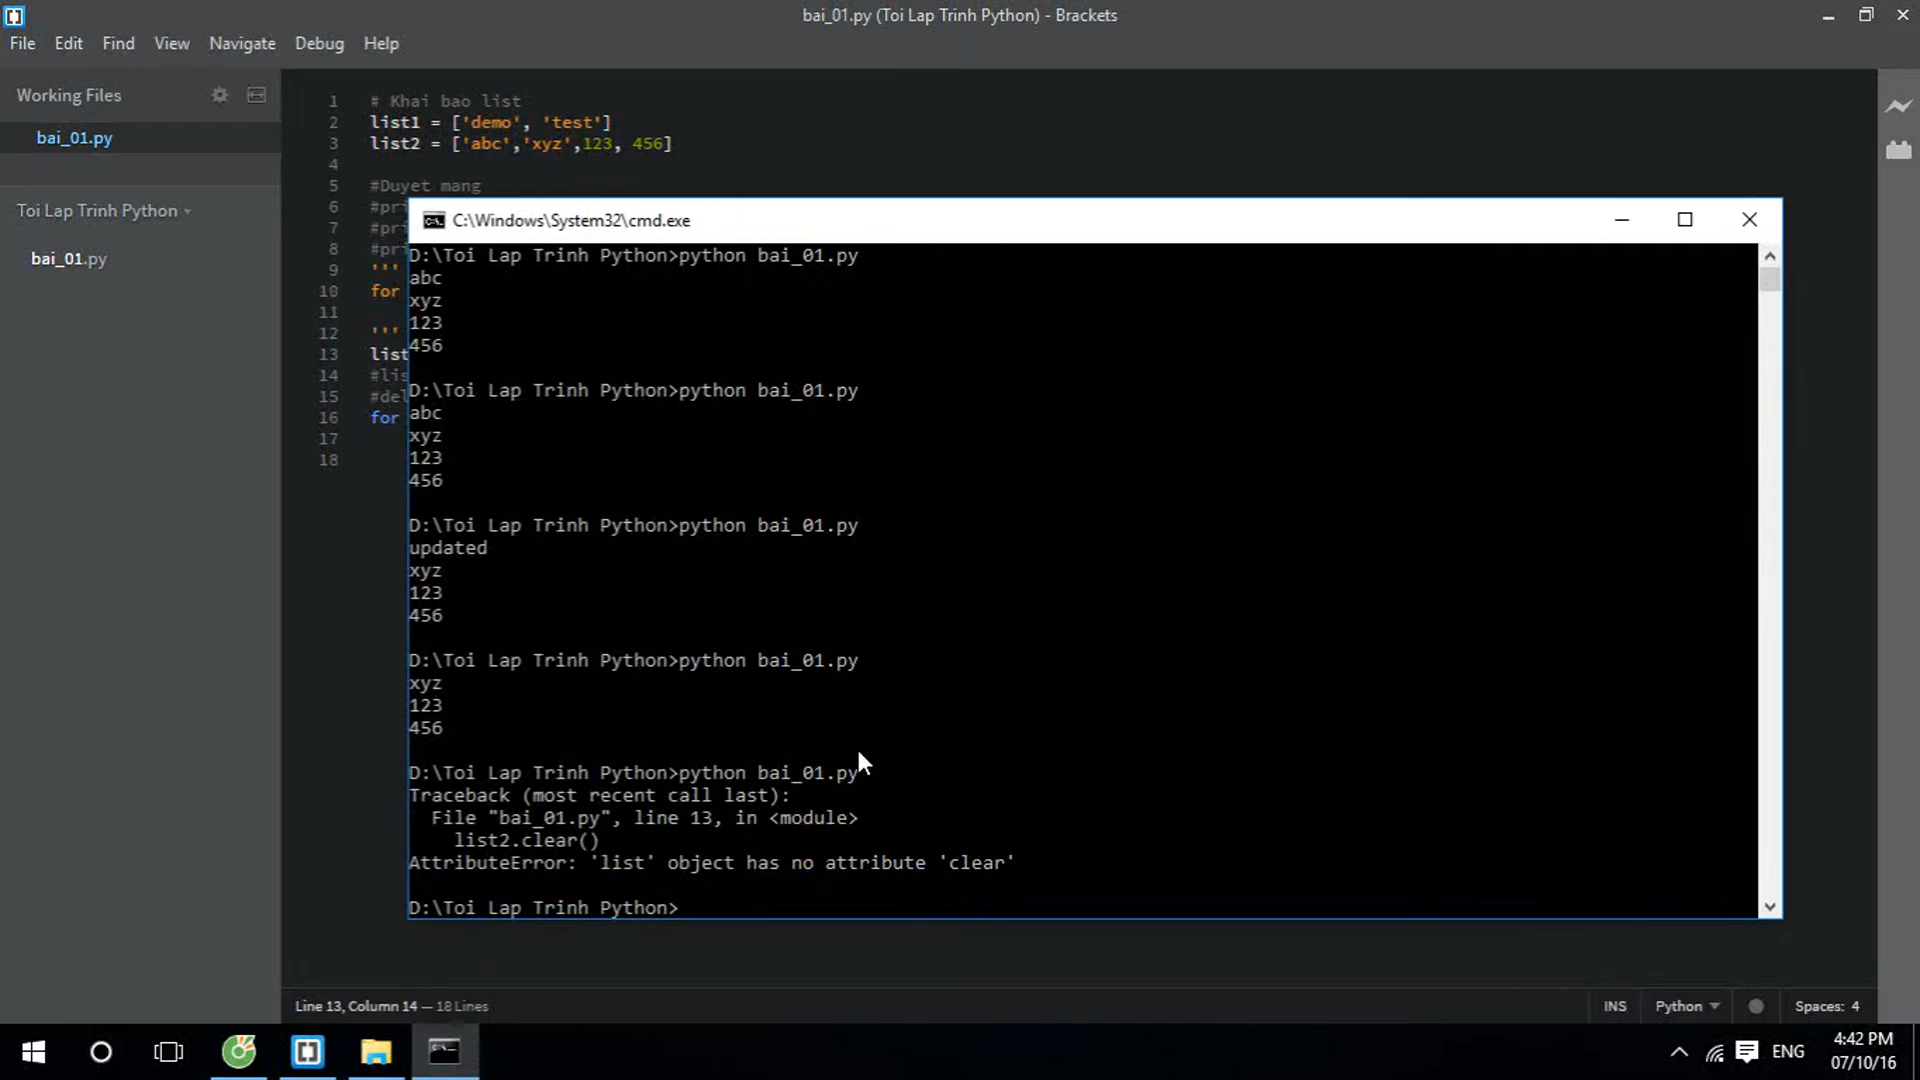 bai_01.py (Toi Lap Trinh Python) - Brackets
File Edit Find View Navigate Debug Help
Working Files
bai_01.py
Toi Lap Trinh Python
bai_01.py
1 # Khai bao list
2 list1 = ['demo', 'test']
3 list2 = ['abc','xyz',123, 456]
4
5 #Duyet mang
6 #pri
7 #pri
8 #pri
9 '''
10 for
11
12 '''
13 list
14 #lis
15 #del
16 for
17
18
C:\Windows\System32\cmd.exe
D:\Toi Lap Trinh Python>python bai_01.py
abc
xyz
123
456
D:\Toi Lap Trinh Python>python bai_01.py
abc
xyz
123
456
D:\Toi Lap Trinh Python>python bai_01.py
updated
xyz
123
456
D:\Toi Lap Trinh Python>python bai_01.py
xyz
123
456
D:\Toi Lap Trinh Python>python bai_01.py
Traceback (most recent call last):
File "bai_01.py", line 13, in <module>
list2.clear()
AttributeError: 'list' object has no attribute 'clear'
D:\Toi Lap Trinh Python>
Line 13, Column 14 — 18 Lines
INS Python Spaces: 4
ENG
4:42 PM
07/10/16